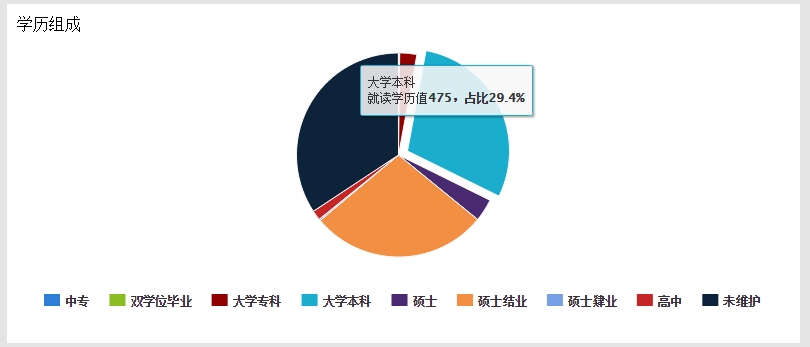 学历组成
大学本科
就读学历值475，占比29.4%
中专 双学位毕业 大学专科 大学本科 硕士 硕士结业 硕士肄业 高中 未维护